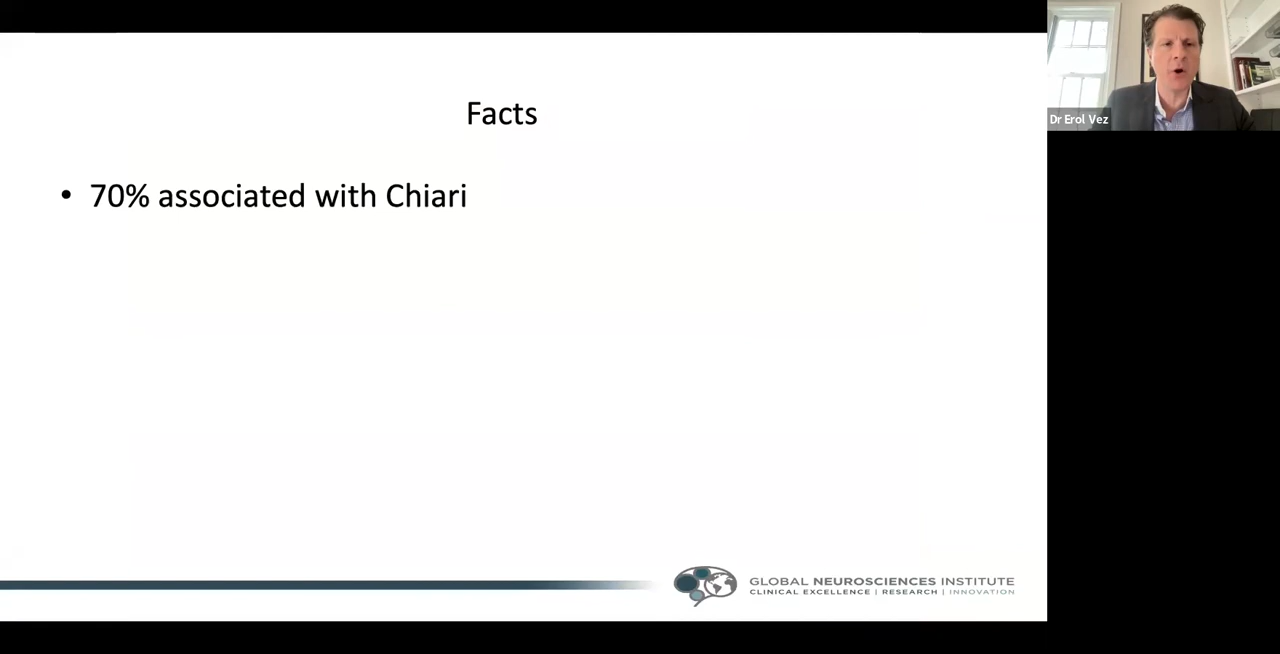 Facts
• 70% associated with Chiari
Dr Erol Vez
GLOBAL NEUROSCIENCES INSTITUTE
CLINICAL EXCELLENCE | RESEARCH | INNOVATION